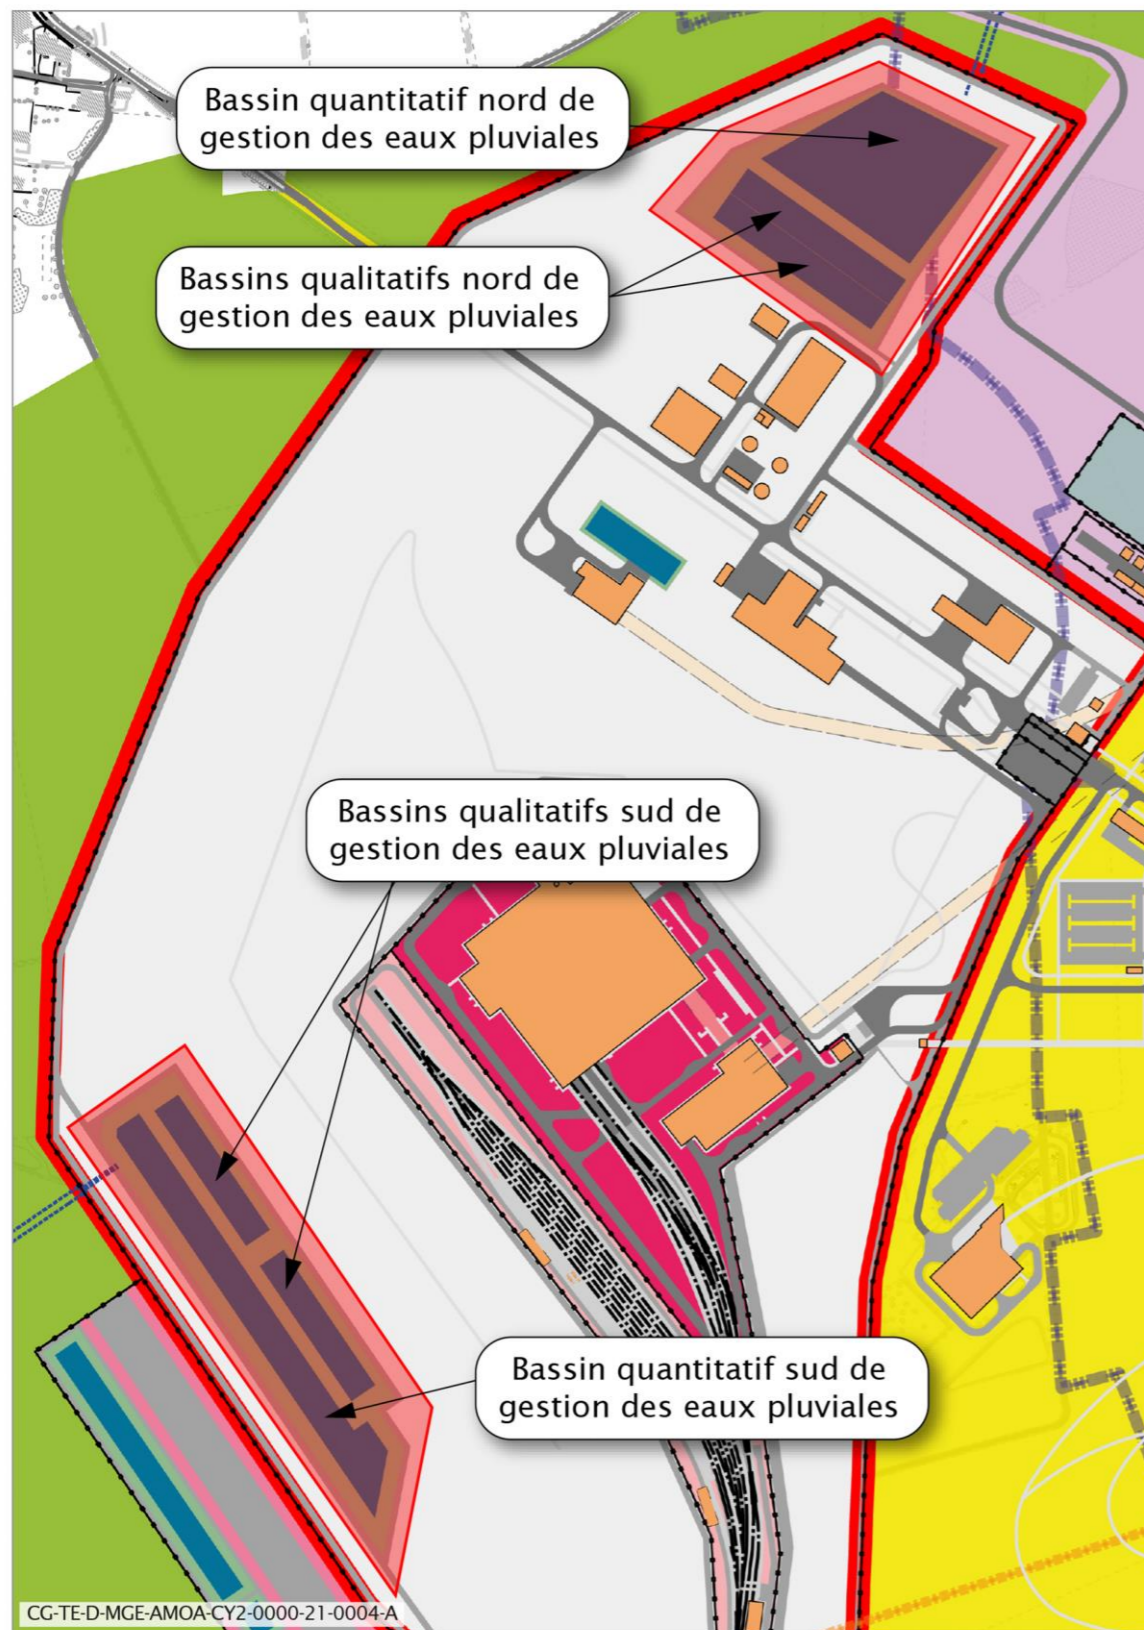 Bassin quantitatif nord de
gestion des eaux pluviales
Bassins qualitatifs nord de
gestion des eaux pluviales
Bassins qualitatifs sud de
gestion des eaux pluviales
Bassin quantitatif sud de
gestion des eaux pluviales
CG-TE-D-MGE-AMOA-CY2-0000-21-0004-A